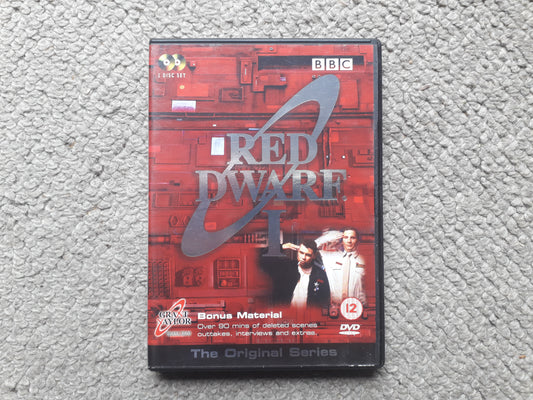 2 DISC SET
BBC
RED
DWARF
I
GRANT
NAYLOR
Bonus Material
Over 90 mins of deleted scenes,
outtakes, interviews and extras.
12
DVD
The Original Series